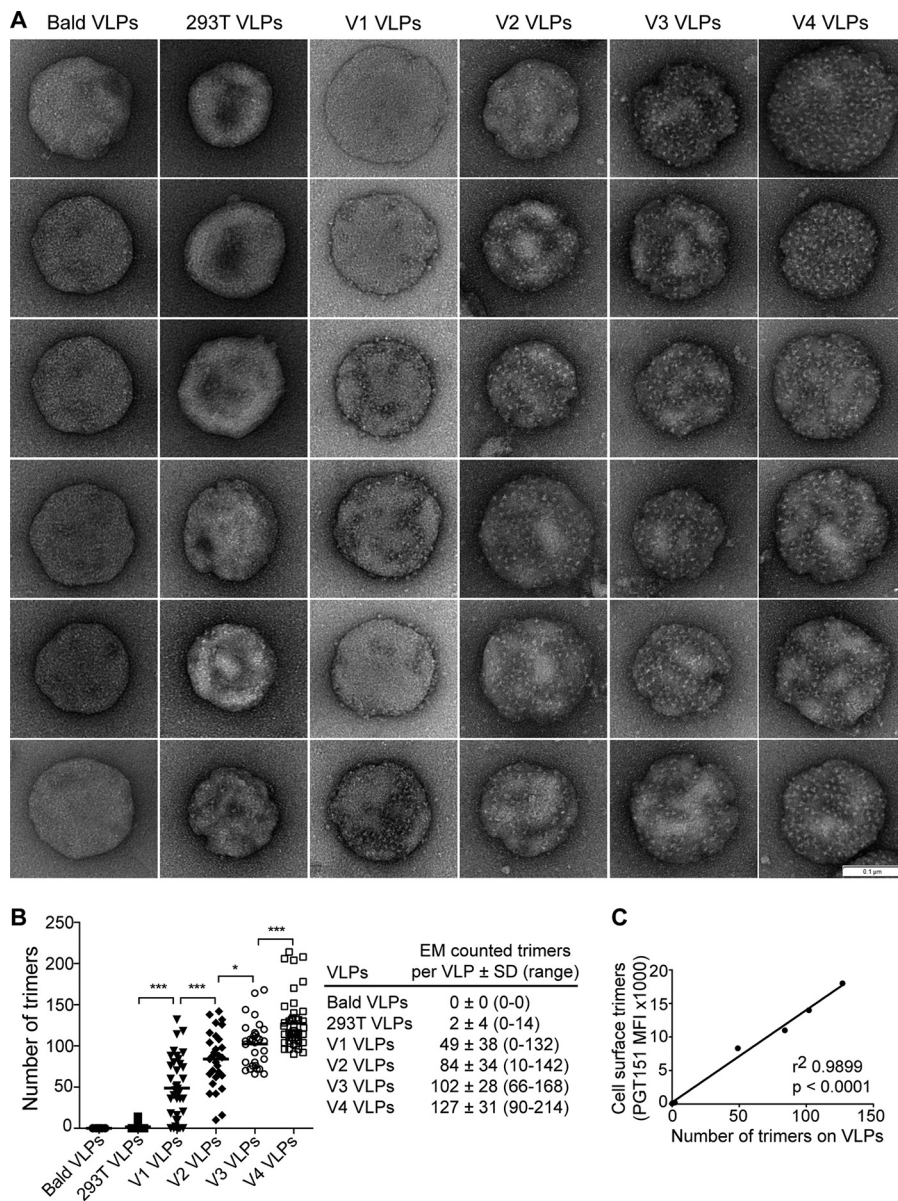 A
Bald VLPs 293T VLPs V1 VLPs V2 VLPs V3 VLPs V4 VLPs
0.1 µm
B
Number of trimers
250
200
150
100
50
0
***
***
*
***
Bald VLPs
293T VLPs
V1 VLPs
V2 VLPs
V3 VLPs
V4 VLPs
EM counted trimers
VLPs per VLP ± SD (range)
Bald VLPs 0 ± 0 (0-0)
293T VLPs 2 ± 4 (0-14)
V1 VLPs 49 ± 38 (0-132)
V2 VLPs 84 ± 34 (10-142)
V3 VLPs 102 ± 28 (66-168)
V4 VLPs 127 ± 31 (90-214)
C
Cell surface trimers
(PGT151 MFI x1000)
20
15
10
5
0
r² 0.9899
p < 0.0001
0 50 100 150
Number of trimers on VLPs